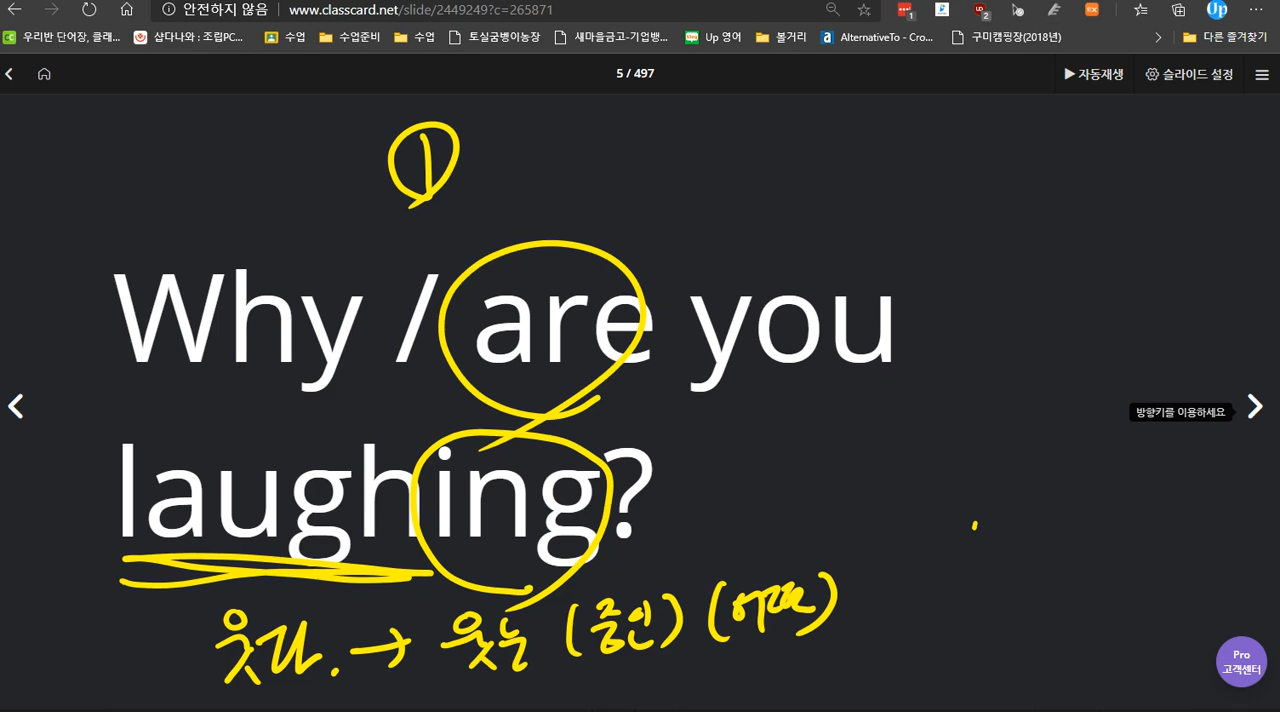 안전하지 않음 www.classcard.net/slide/2449249?c=265871
우리반 단어장, 클래... 샵다나와 : 조립PC... 수업 수업준비 수업 토실굼벵이농장 새마을금고-기업뱅... Up 영어 볼거리 AlternativeTo - Cro... 구미캠핑장(2018년) 다른 즐겨찾기
5 / 497 자동재생 슬라이드 설정
①
Why / are you
방향키를 이용하세요
laughing?
웃다. → 웃는 (중인)
Pro
고객센터